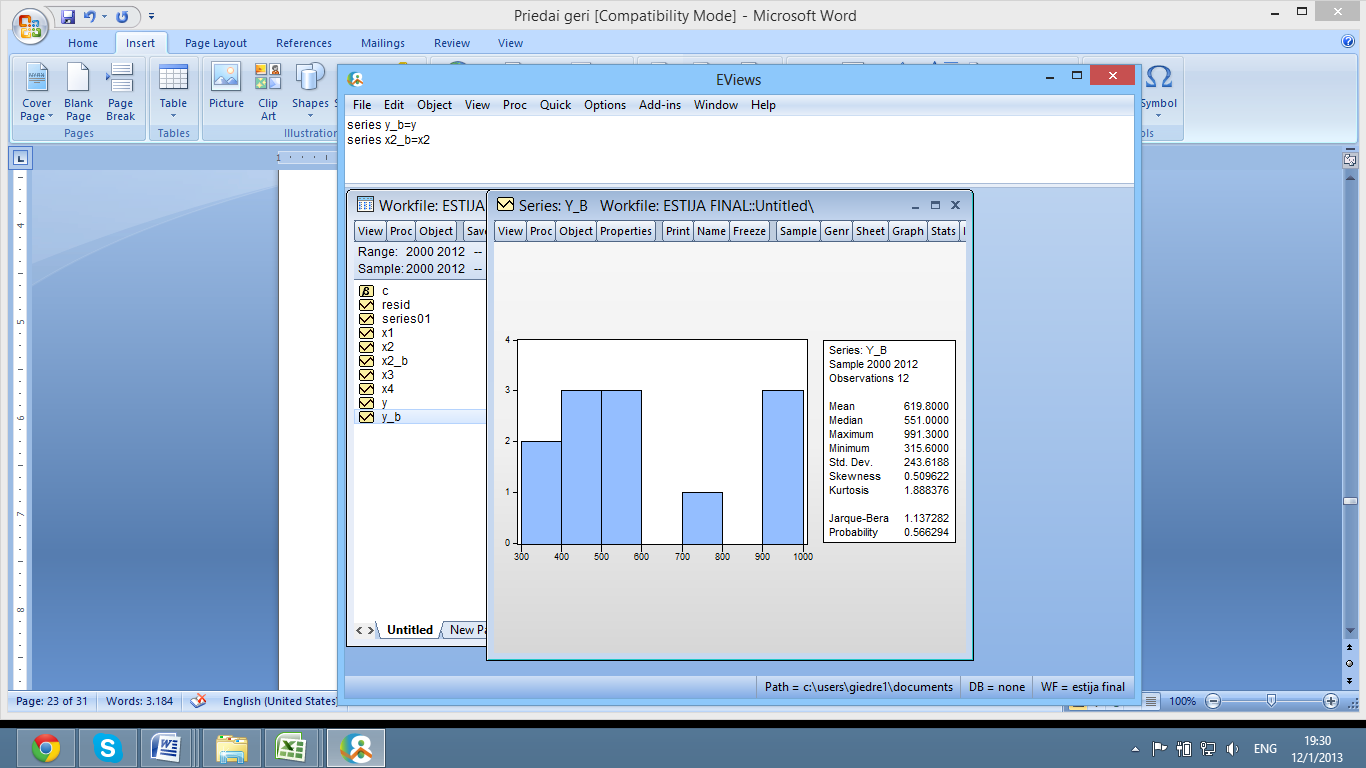 Priedai geri [Compatibility Mode] - Microsoft Word
Home Insert Page Layout References Mailings Review View
Cover Page
Blank Page
Page Break
Pages
Table
Tables
Picture
Clip Art
Shapes
Illustration
Symbol
EViews
File Edit Object View Proc Quick Options Add-ins Window Help
series y_b=y
series x2_b=x2
Workfile: ESTIJA
View Proc Object
Range: 2000 2012 --
Sample: 2000 2012 --
c
resid
series01
x1
x2
x2_b
x3
x4
y
y_b
Untitled New Pa
Series: Y_B Workfile: ESTIJA FINAL::Untitled\
View Proc Object Properties Print Name Freeze Sample Genr Sheet Graph Stats
4
3
2
1
0
300 400 500 600 700 800 900 1000
Series: Y_B
Sample 2000 2012
Observations 12
Mean 619.8000
Median 551.0000
Maximum 991.3000
Minimum 315.6000
Std. Dev. 243.6188
Skewness 0.509622
Kurtosis 1.888376
Jarque-Bera 1.137282
Probability 0.566294
Path = c:\users\giedre1\documents DB = none WF = estija final
Page: 23 of 31 Words: 3.184 English (United States) 100%
ENG
19:30
12/1/2013